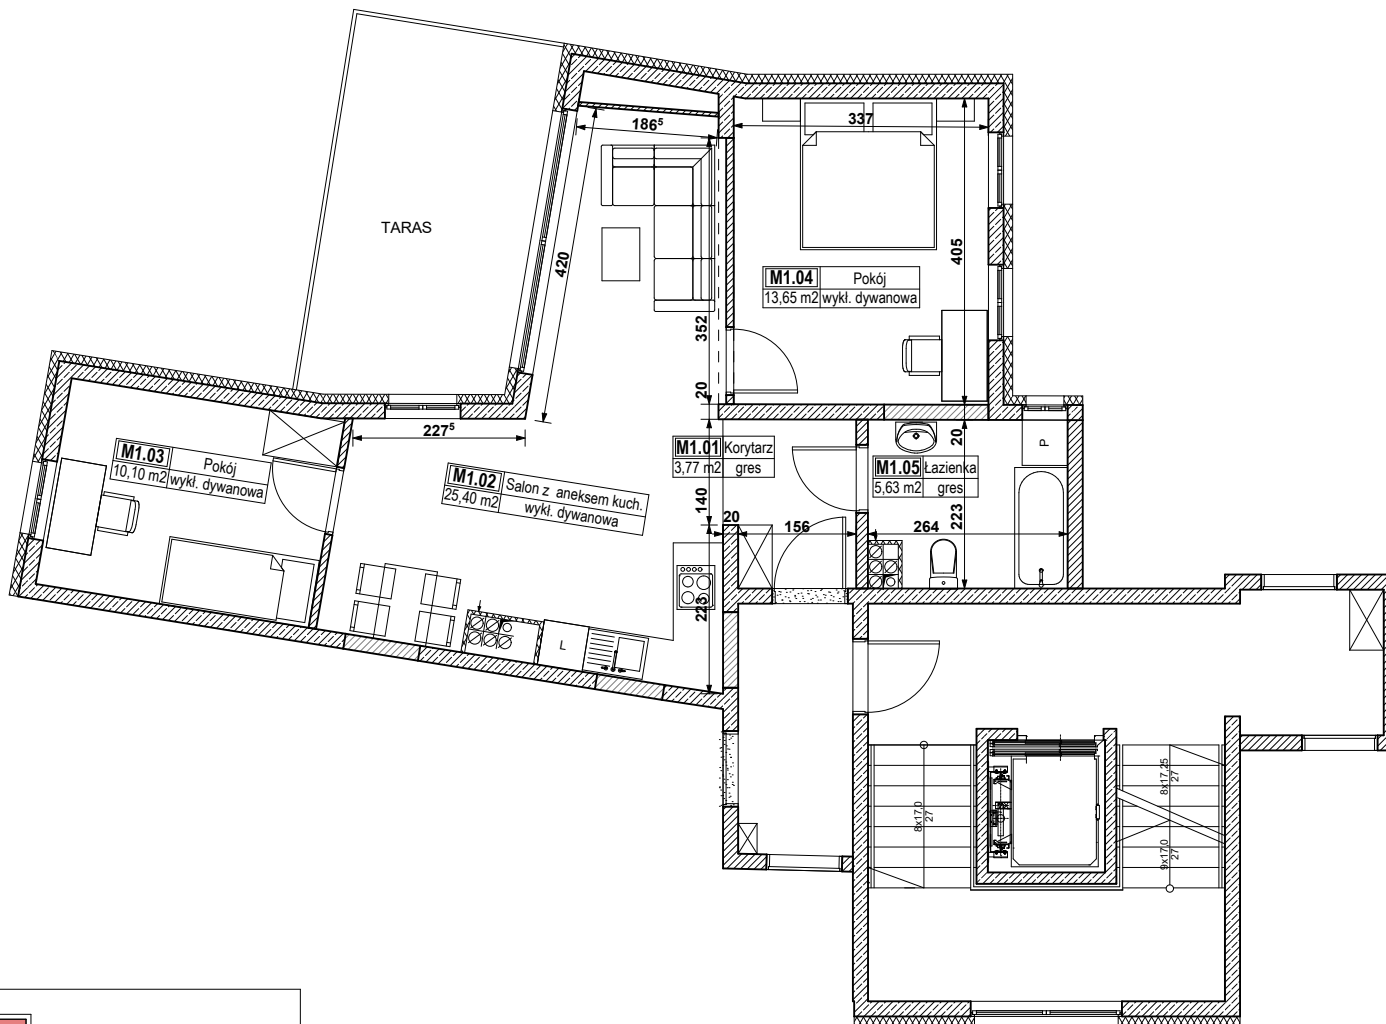 186⁵
337
TARAS
420
405
M1.04 Pokój
13,65 m2 wykł. dywanowa
352
20
227⁵
M1.03 Pokój
10,10 m2 wykł. dywanowa
M1.02 Salon z aneksem kuch.
25,40 m2 wykł. dywanowa
M1.01 Korytarz
3,77 m2 gres
20
P
M1.05 Łazienka
5,63 m2 gres
140
20
156
264
223
223
L
8x17,0
27
8x17,25
27
9x17,0
27